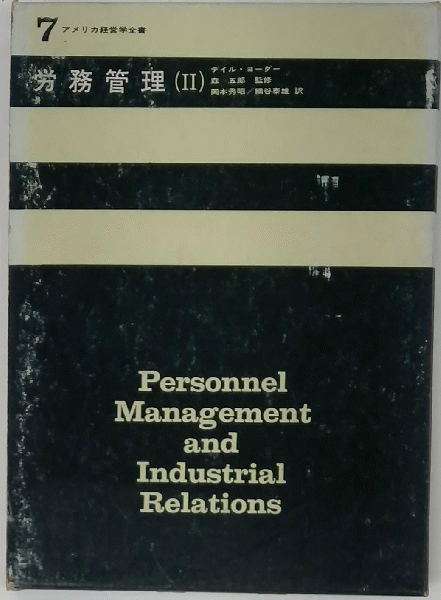 7 アメリカ経営学全書
労務管理(II)
デイル・ヨーダー
森 五郎 監修
岡本秀昭/細谷泰雄 訳
Personnel
Management
and
Industrial
Relations